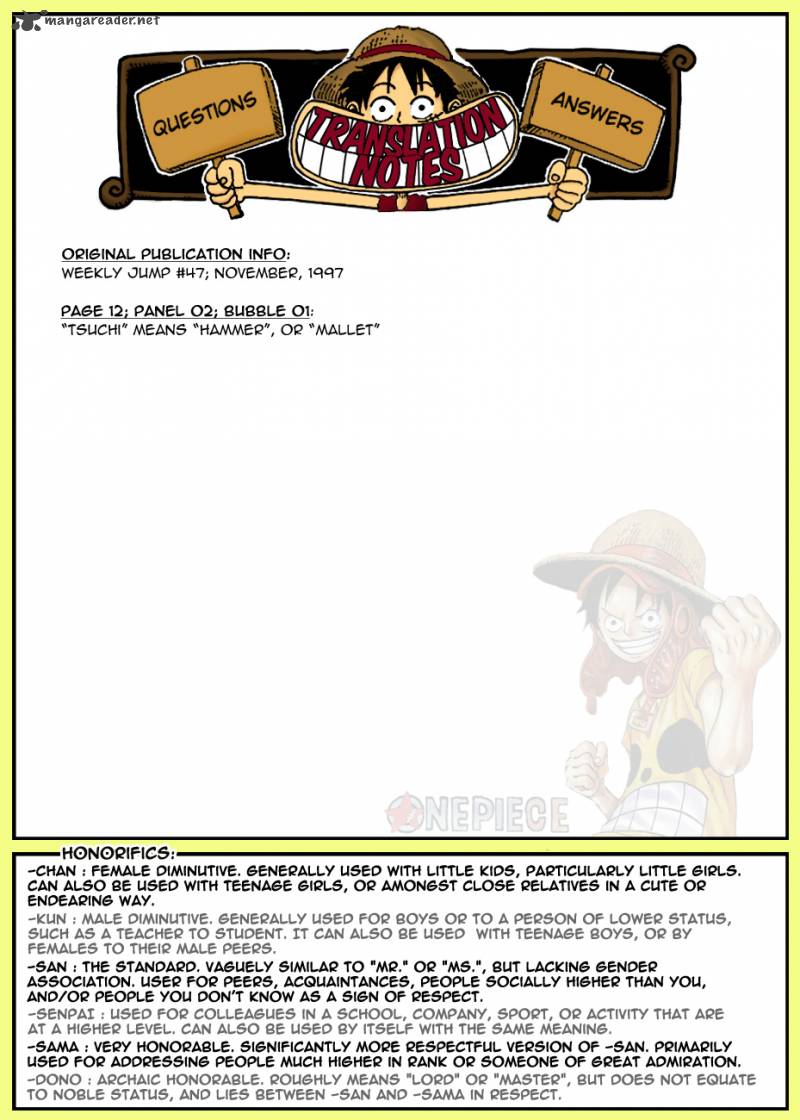 mangareader.net
QUESTIONS
TRANSLATION
NOTES
ANSWERS
ORIGINAL PUBLICATION INFO:
WEEKLY JUMP #47; NOVEMBER, 1997
PAGE 12; PANEL 02; BUBBLE 01:
"TSUCHI" MEANS "HAMMER", OR "MALLET"
ONEPIECE
HONORIFICS:
-CHAN : FEMALE DIMINUTIVE. GENERALLY USED WITH LITTLE KIDS, PARTICULARLY LITTLE GIRLS.
CAN ALSO BE USED WITH TEENAGE GIRLS, OR AMONGST CLOSE RELATIVES IN A CUTE OR
ENDEARING WAY.
-KUN : MALE DIMINUTIVE. GENERALLY USED FOR BOYS OR TO A PERSON OF LOWER STATUS,
SUCH AS A TEACHER TO STUDENT. IT CAN ALSO BE USED WITH TEENAGE BOYS, OR BY
FEMALES TO THEIR MALE PEERS.
-SAN : THE STANDARD. VAGUELY SIMILAR TO "MR." OR "MS.", BUT LACKING GENDER
ASSOCIATION. USER FOR PEERS, ACQUAINTANCES, PEOPLE SOCIALLY HIGHER THAN YOU,
AND/OR PEOPLE YOU DON'T KNOW AS A SIGN OF RESPECT.
-SENPAI : USED FOR COLLEAGUES IN A SCHOOL, COMPANY, SPORT, OR ACTIVITY THAT ARE
AT A HIGHER LEVEL. CAN ALSO BE USED BY ITSELF WITH THE SAME MEANING.
-SAMA : VERY HONORABLE. SIGNIFICANTLY MORE RESPECTFUL VERSION OF -SAN. PRIMARILY
USED FOR ADDRESSING PEOPLE MUCH HIGHER IN RANK OR SOMEONE OF GREAT ADMIRATION.
-DONO : ARCHAIC HONORABLE. ROUGHLY MEANS "LORD" OR "MASTER", BUT DOES NOT EQUATE
TO NOBLE STATUS, AND LIES BETWEEN -SAN AND -SAMA IN RESPECT.